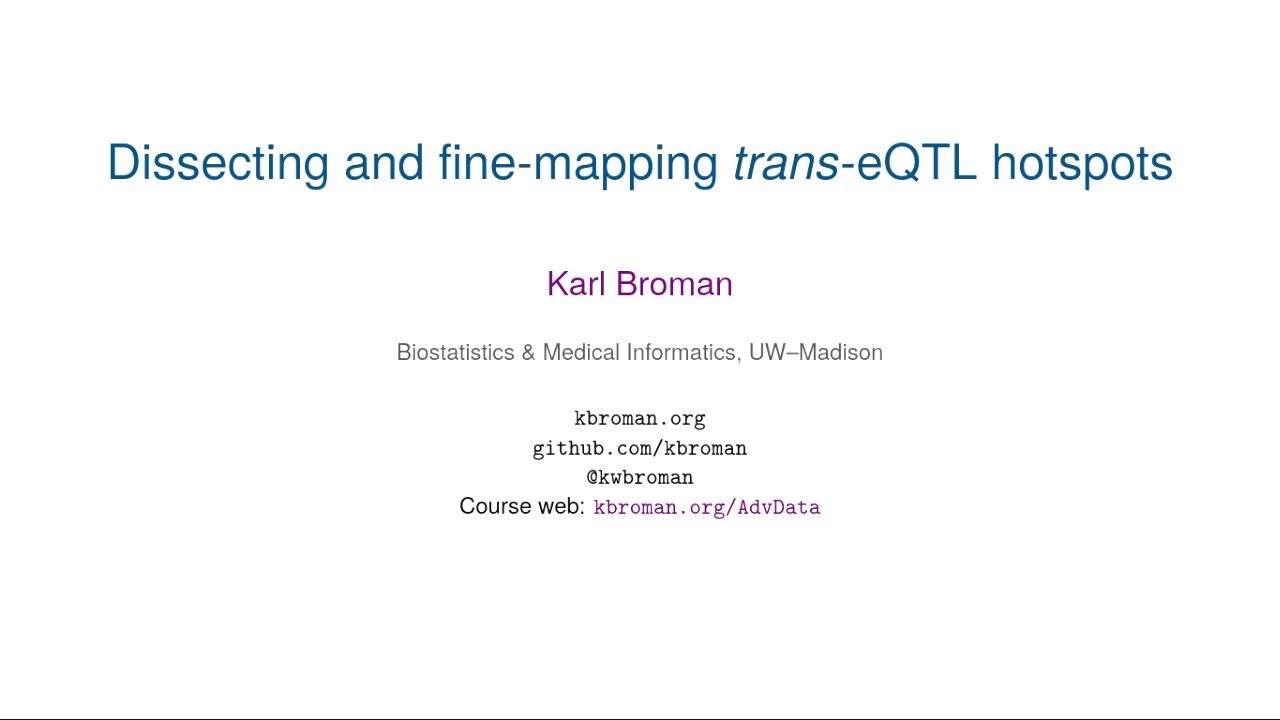 Dissecting and fine-mapping trans-eQTL hotspots
Karl Broman
Biostatistics & Medical Informatics, UW–Madison
kbroman.org
github.com/kbroman
@kwbroman
Course web: kbroman.org/AdvData